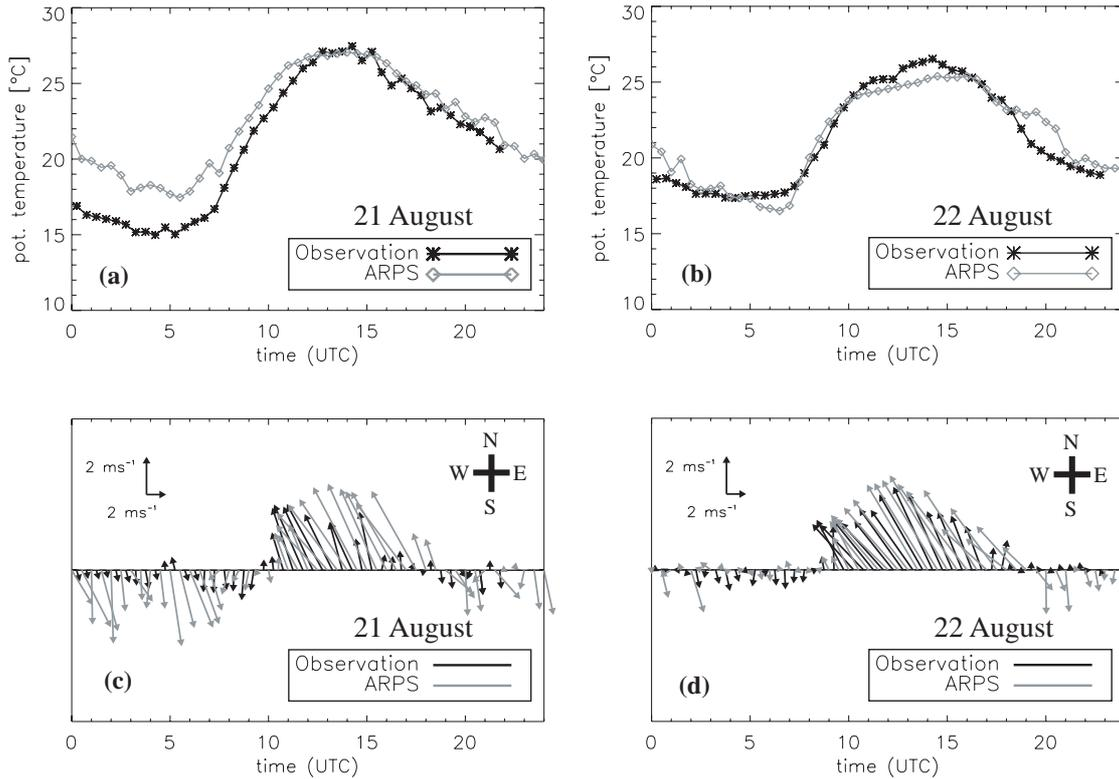 30
25
20
15
10
pot. temperature [°C]
21 August
Observation
ARPS
(a)
0 5 10 15 20
time (UTC)
30
25
20
15
10
pot. temperature [°C]
22 August
Observation
ARPS
(b)
0 5 10 15 20
time (UTC)
2 ms⁻¹
2 ms⁻¹
N
W E
S
21 August
Observation
ARPS
(c)
0 5 10 15 20
time (UTC)
2 ms⁻¹
2 ms⁻¹
N
W E
S
22 August
Observation
ARPS
(d)
0 5 10 15 20
time (UTC)